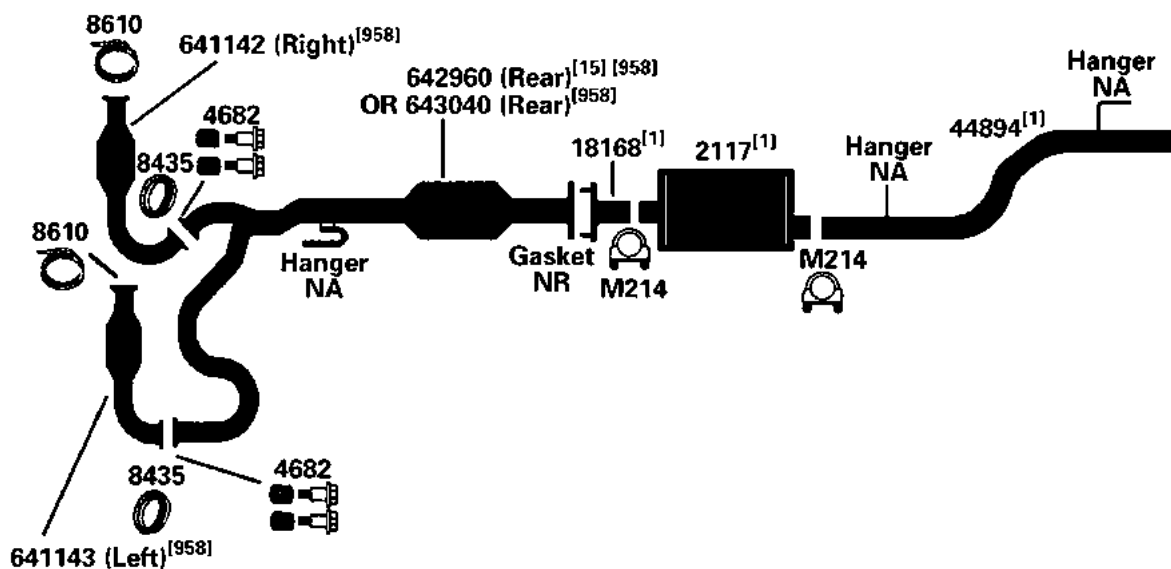 8610
641142 (Right)[958]
4682
8435
642960 (Rear)[15] [958]
OR 643040 (Rear)[958]
18168[1]
2117[1]
Hanger
NA
44894[1]
Hanger
NA
8610
Hanger
NA
Gasket
NR
M214
M214
8435
4682
641143 (Left)[958]